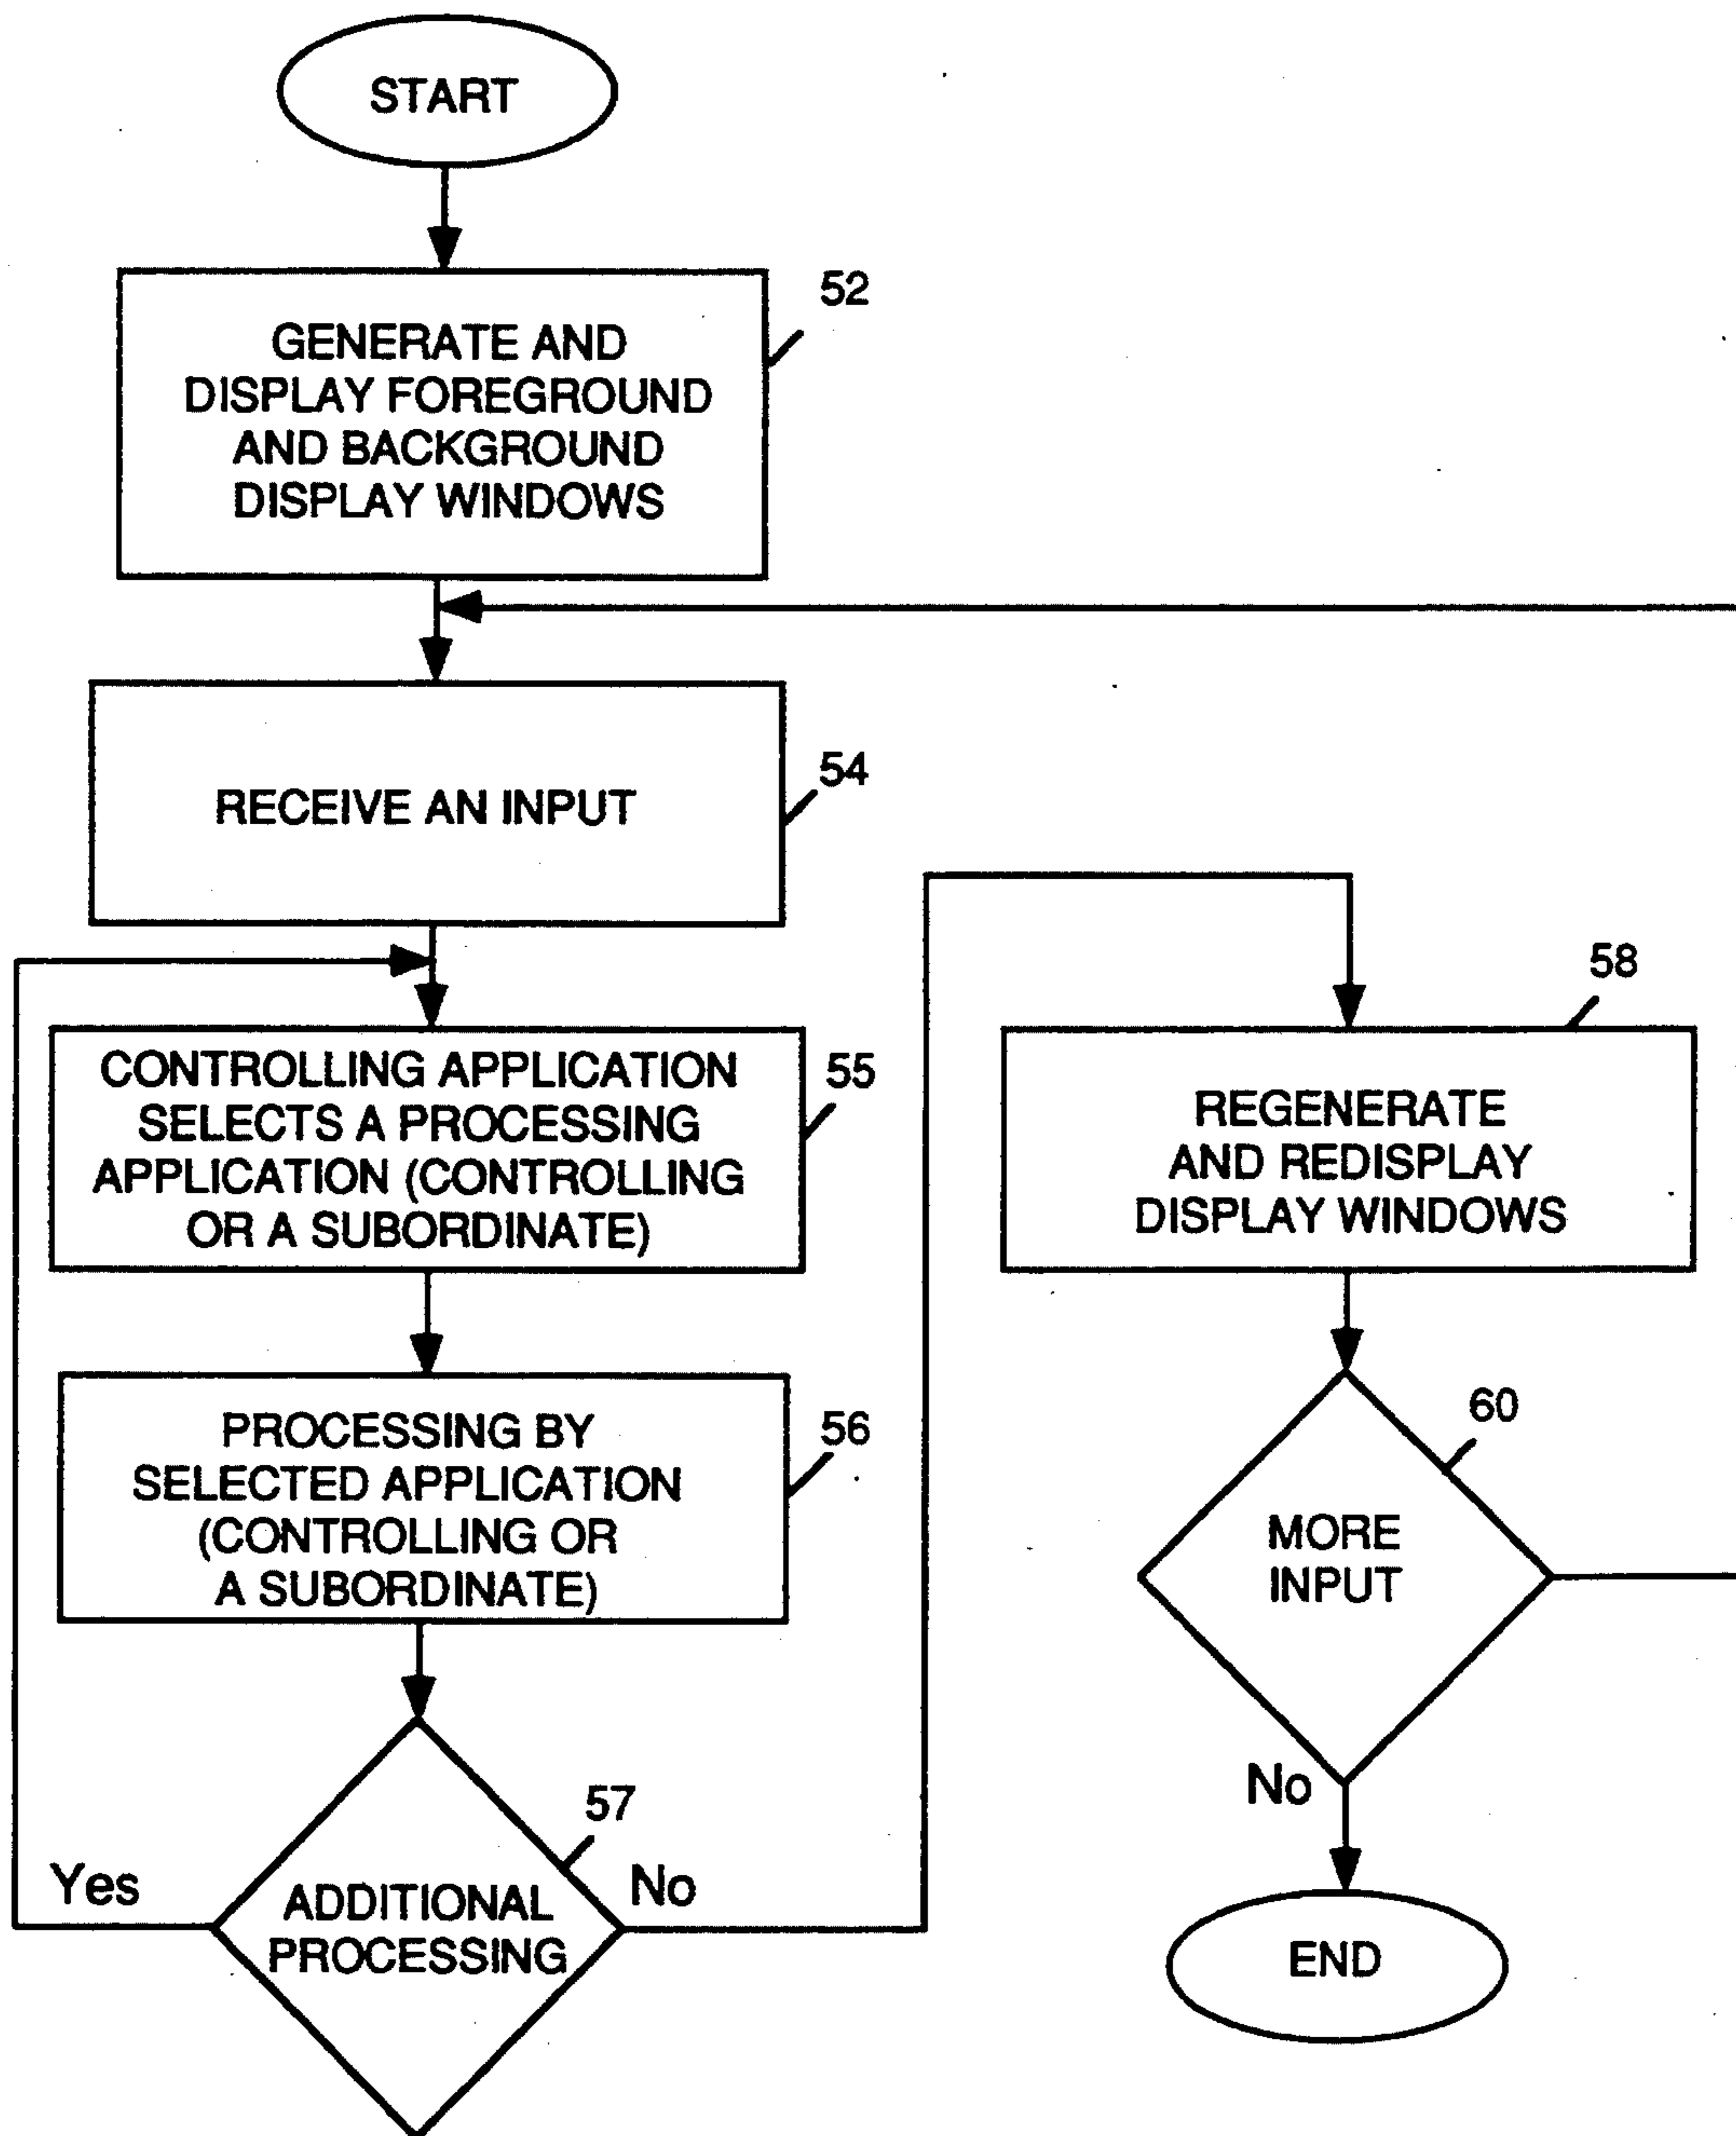 START
52
GENERATE AND
DISPLAY FOREGROUND
AND BACKGROUND
DISPLAY WINDOWS
54
RECEIVE AN INPUT
55
CONTROLLING APPLICATION
SELECTS A PROCESSING
APPLICATION (CONTROLLING
OR A SUBORDINATE)
56
PROCESSING BY
SELECTED APPLICATION
(CONTROLLING OR
A SUBORDINATE)
57
Yes
ADDITIONAL
PROCESSING
No
58
REGENERATE
AND REDISPLAY
DISPLAY WINDOWS
60
MORE
INPUT
No
END